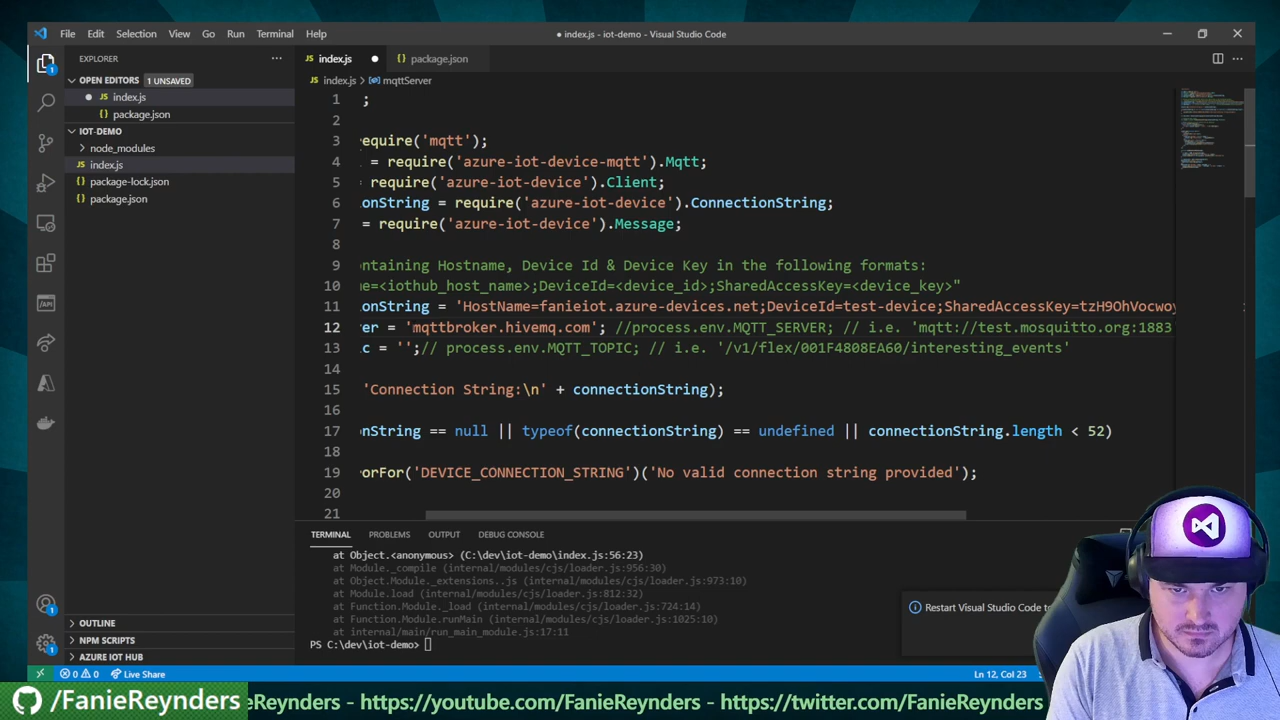 File Edit Selection View Go Run Terminal Help
● index.js - iot-demo - Visual Studio Code
EXPLORER
OPEN EDITORS 1 UNSAVED
JS index.js
{} package.json
IOT-DEMO
node_modules
JS index.js
{} package-lock.json
{} package.json
OUTLINE
NPM SCRIPTS
AZURE IOT HUB
JS index.js ● {} package.json
JS index.js > mqttServer
1 ;
2
3 equire('mqtt');
4 = require('azure-iot-device-mqtt').Mqtt;
5 = require('azure-iot-device').Client;
6 onString = require('azure-iot-device').ConnectionString;
7 = require('azure-iot-device').Message;
8
9 ontaining Hostname, Device Id & Device Key in the following formats:
10 e=<iothub_host_name>;DeviceId=<device_id>;SharedAccessKey=<device_key>"
11 onString = 'HostName=fanieiot.azure-devices.net;DeviceId=test-device;SharedAccessKey=tzH9OhVocwoy
12 er = 'mqttbroker.hivemq.com'; //process.env.MQTT_SERVER; // i.e. 'mqtt://test.mosquitto.org:1883
13 c = '';// process.env.MQTT_TOPIC; // i.e. '/v1/flex/001F4808EA60/interesting_events'
14
15 'Connection String:\n' + connectionString);
16
17 onString == null || typeof(connectionString) == undefined || connectionString.length < 52)
18
19 orFor('DEVICE_CONNECTION_STRING')('No valid connection string provided');
20
21
TERMINAL PROBLEMS OUTPUT DEBUG CONSOLE
at Object.<anonymous> (C:\dev\iot-demo\index.js:56:23)
at Module._compile (internal/modules/cjs/loader.js:956:30)
at Object.Module._extensions..js (internal/modules/cjs/loader.js:973:10)
at Module.load (internal/modules/cjs/loader.js:812:32)
at Function.Module._load (internal/modules/cjs/loader.js:724:14)
at Function.Module.runMain (internal/modules/cjs/loader.js:1025:10)
at internal/main/run_main_module.js:17:11
PS C:\dev\iot-demo>
Restart Visual Studio Code to
1
1
1
0 0 Live Share
Ln 12, Col 23
/FanieReynders
eReynders - https://youtube.com/FanieReynders - https://twitter.com/FanieReynders